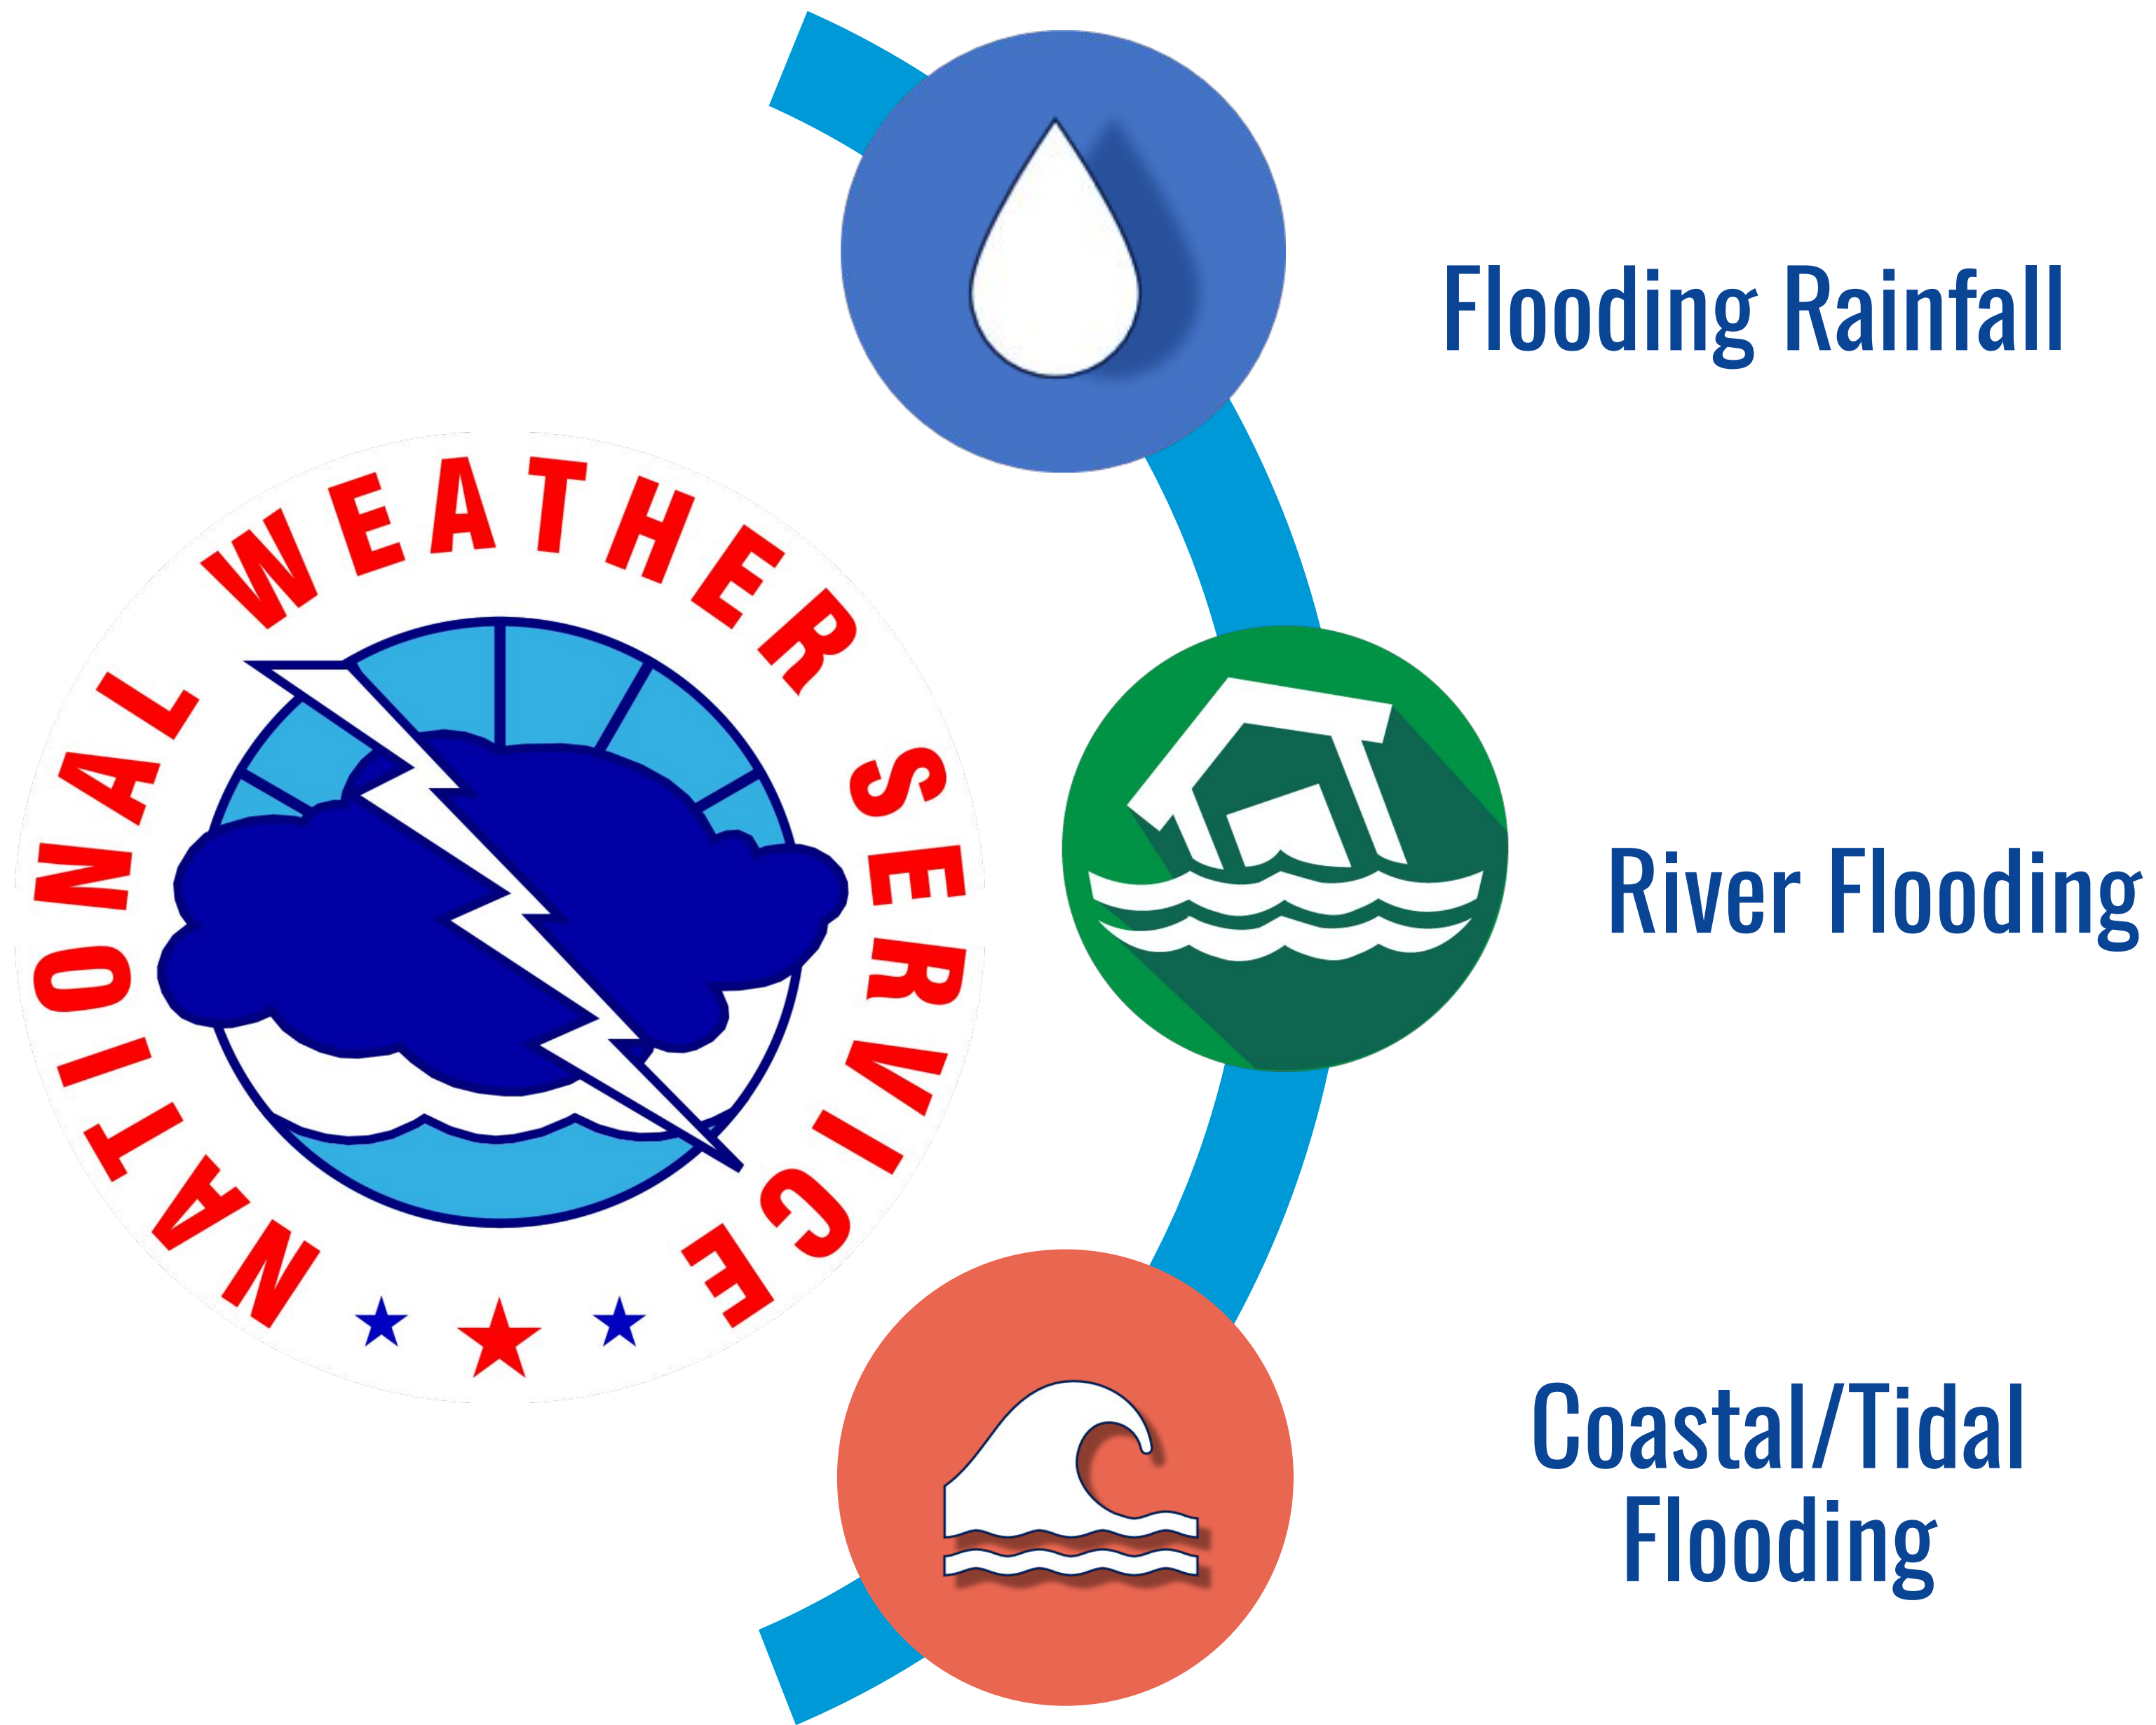 NATIONAL WEATHER SERVICE
Flooding Rainfall
River Flooding
Coastal/Tidal
Flooding